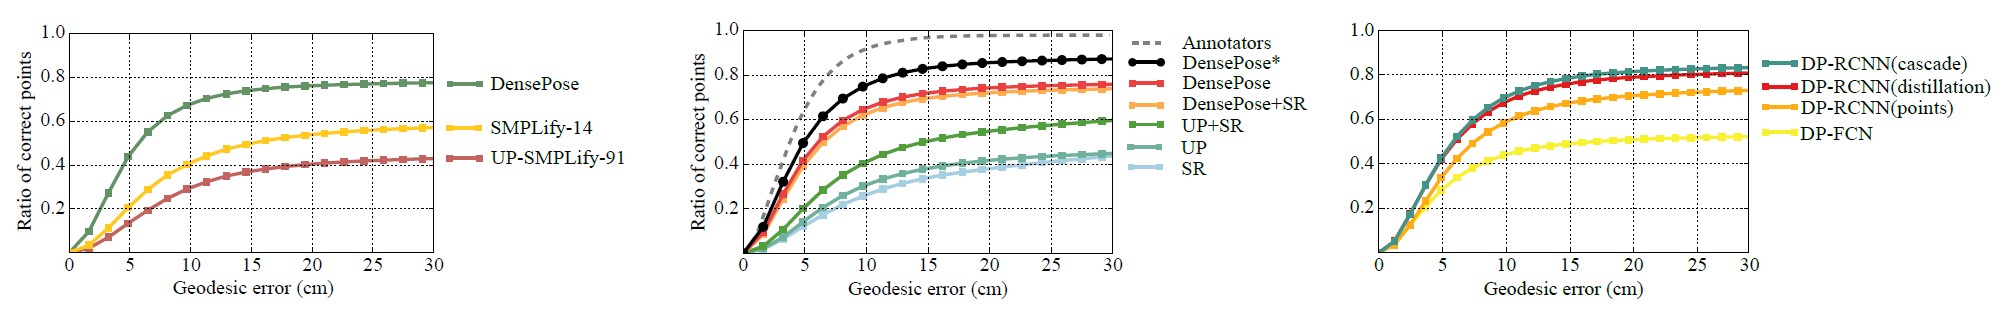 1.0
0.8
0.6
0.4
0.2
0 5 10 15 20 25 30
Geodesic error (cm)
Ratio of correct points
DensePose
SMPLify-14
UP-SMPLify-91
1.0
0.8
0.6
0.4
0.2
0 5 10 15 20 25 30
Geodesic error (cm)
Ratio of correct points
Annotators
DensePose*
DensePose
DensePose+SR
UP+SR
UP
SR
1.0
0.8
0.6
0.4
0.2
0 5 10 15 20 25 30
Geodesic error (cm)
DP-RCNN(cascade)
DP-RCNN(distillation)
DP-RCNN(points)
DP-FCN